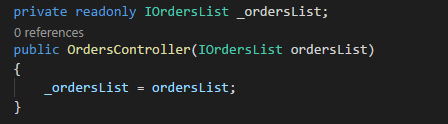 private readonly IOrdersList _ordersList;
0 references
public OrdersController(IOrdersList ordersList)
{
    _ordersList = ordersList;
}